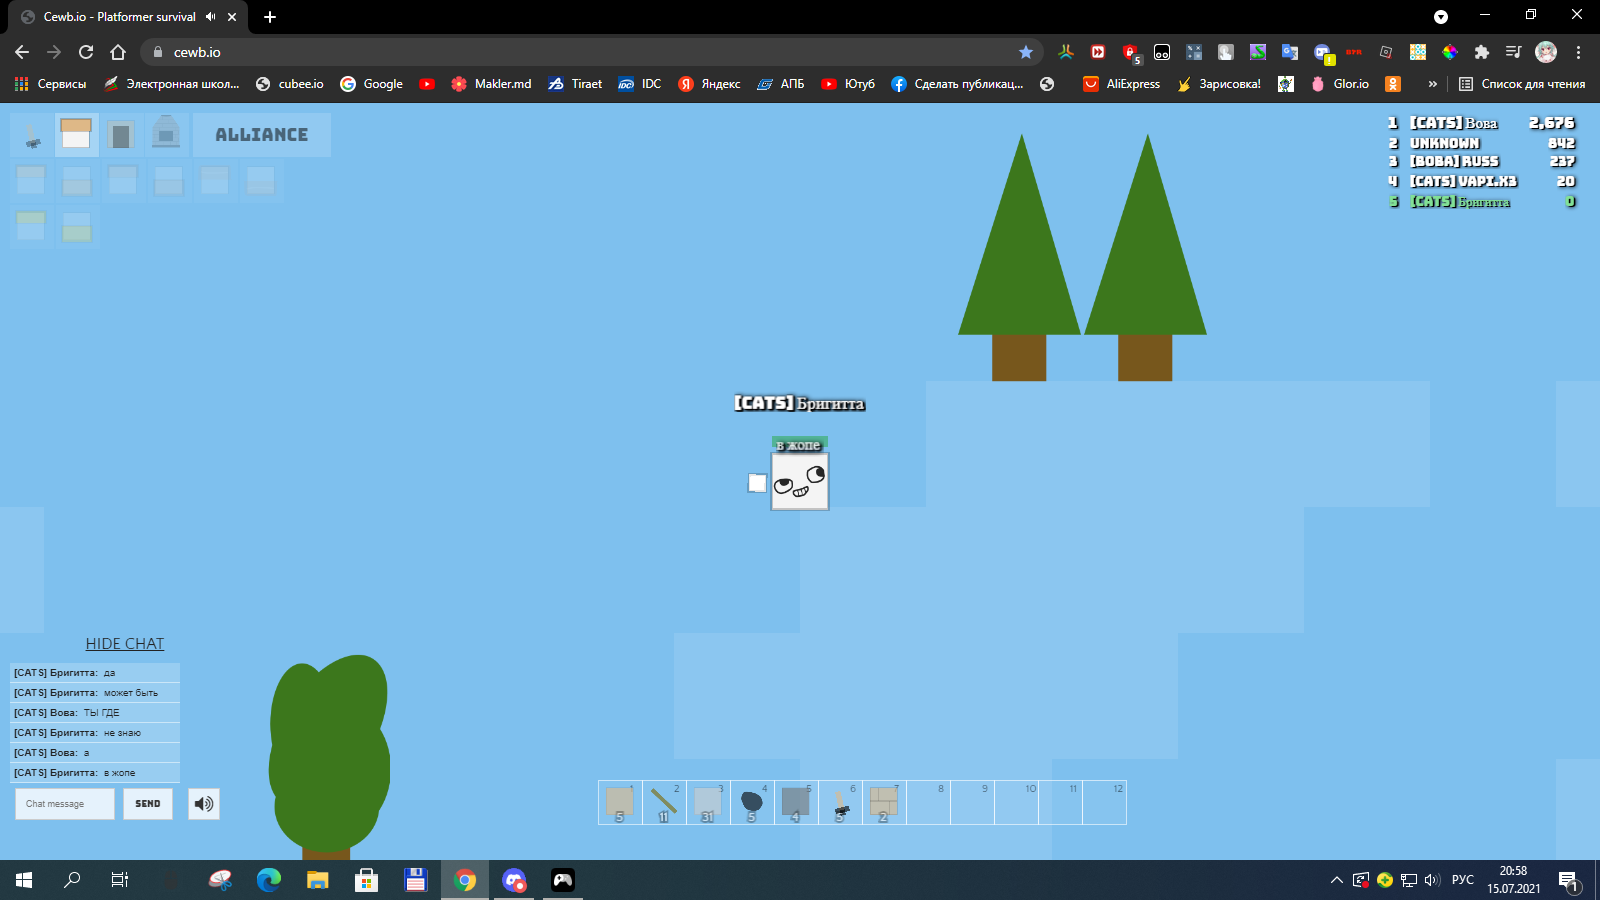 Cewb.io - Platformer survival
cewb.io
5
Сервисы
Электронная школ...
cubee.io
Google
Makler.md
Tiraet
IDC
Яндекс
АПБ
Ютуб
Сделать публикац...
AliExpress
Зарисовка!
Glor.io
»
Список для чтения
ALLIANCE
1 [CATS] Вова 2,676
2 UNKNOWN 842
3 [BOBA] RUSS 237
4 [CATS] VAPI.X3 20
5 [CATS] Бригитта 0
[CATS] Бригитта
в жопе
HIDE CHAT
[CATS] Бригитта: да
[CATS] Бригитта: может быть
[CATS] Вова: ТЫ ГДЕ
[CATS] Бригитта: не знаю
[CATS] Вова: а
[CATS] Бригитта: в жопе
Chat message
SEND
1 2 3 4 5 6 7 8 9 10 11 12
5 11 31 5 4 5 2
РУС
20:58
15.07.2021
1